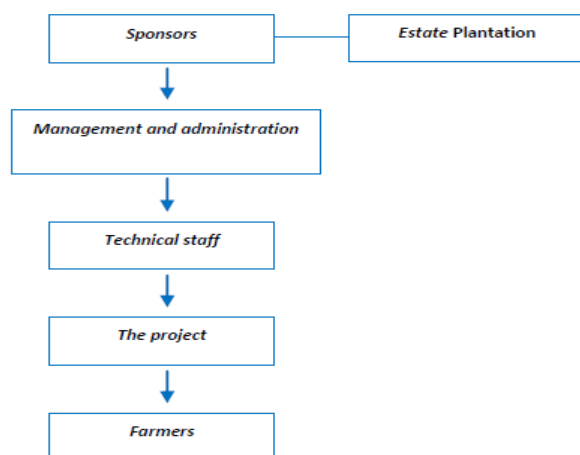 Sponsors
Estate Plantation
Management and administration
Technical staff
The project
Farmers